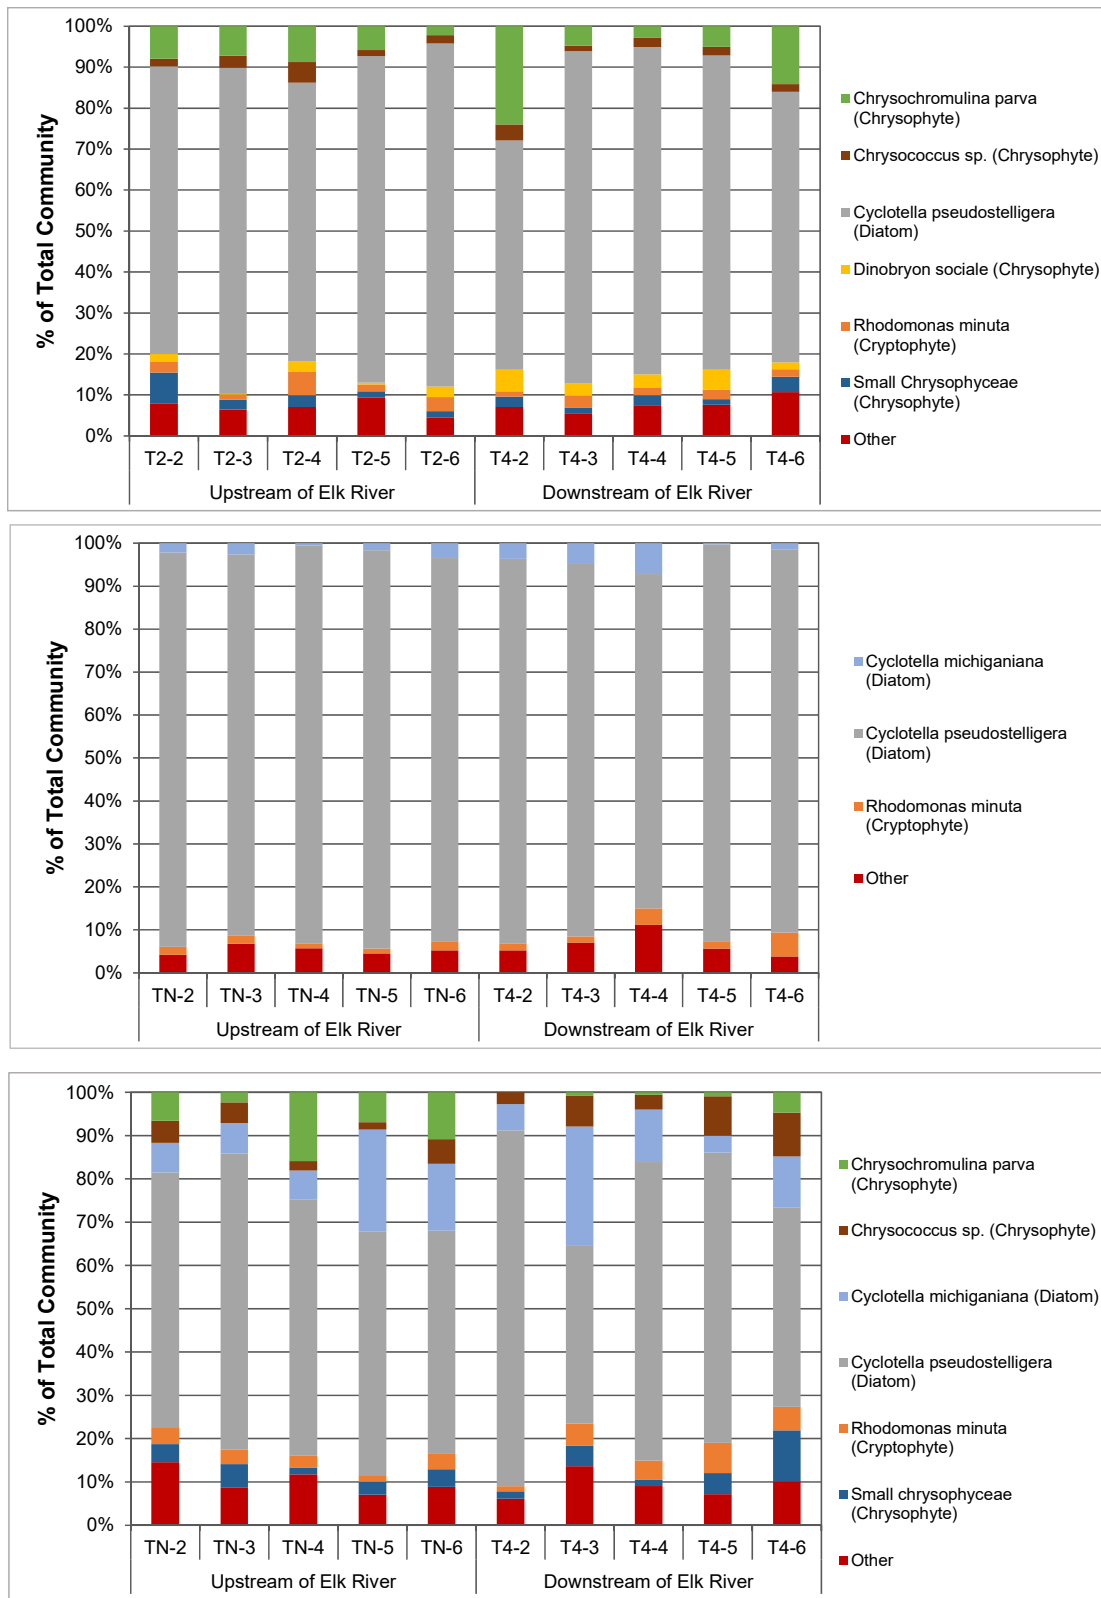 100%
90%
80%
70%
60%
50%
40%
30%
20%
10%
0%
% of Total Community
T2-2 T2-3 T2-4 T2-5 T2-6 T4-2 T4-3 T4-4 T4-5 T4-6
Upstream of Elk River Downstream of Elk River
Chrysochromulina parva
(Chrysophyte)
Chrysococcus sp. (Chrysophyte)
Cyclotella pseudostelligera
(Diatom)
Dinobryon sociale (Chrysophyte)
Rhodomonas minuta
(Cryptophyte)
Small Chrysophyceae
(Chrysophyte)
Other
100%
90%
80%
70%
60%
50%
40%
30%
20%
10%
0%
% of Total Community
TN-2 TN-3 TN-4 TN-5 TN-6 T4-2 T4-3 T4-4 T4-5 T4-6
Upstream of Elk River Downstream of Elk River
Cyclotella michiganiana
(Diatom)
Cyclotella pseudostelligera
(Diatom)
Rhodomonas minuta
(Cryptophyte)
Other
100%
90%
80%
70%
60%
50%
40%
30%
20%
10%
0%
% of Total Community
TN-2 TN-3 TN-4 TN-5 TN-6 T4-2 T4-3 T4-4 T4-5 T4-6
Upstream of Elk River Downstream of Elk River
Chrysochromulina parva
(Chrysophyte)
Chrysococcus sp. (Chrysophyte)
Cyclotella michiganiana (Diatom)
Cyclotella pseudostelligera
(Diatom)
Rhodomonas minuta
(Cryptophyte)
Small chrysophyceae
(Chrysophyte)
Other